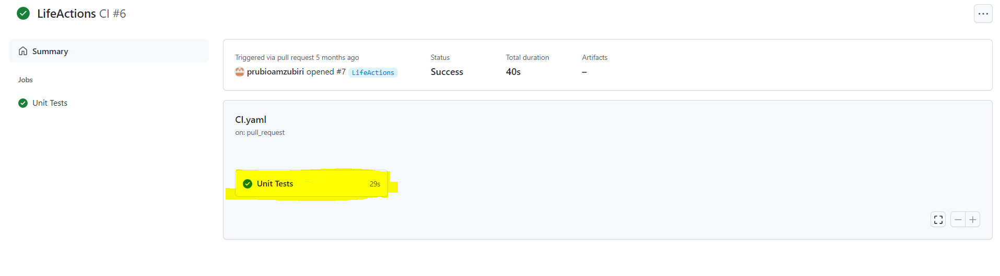 LifeActions CI #6
Summary
Jobs
Unit Tests
Triggered via pull request 5 months ago
prubioamzubiri opened #7 LifeActions
Status
Success
Total duration
40s
Artifacts
–
CI.yaml
on: pull_request
Unit Tests 29s